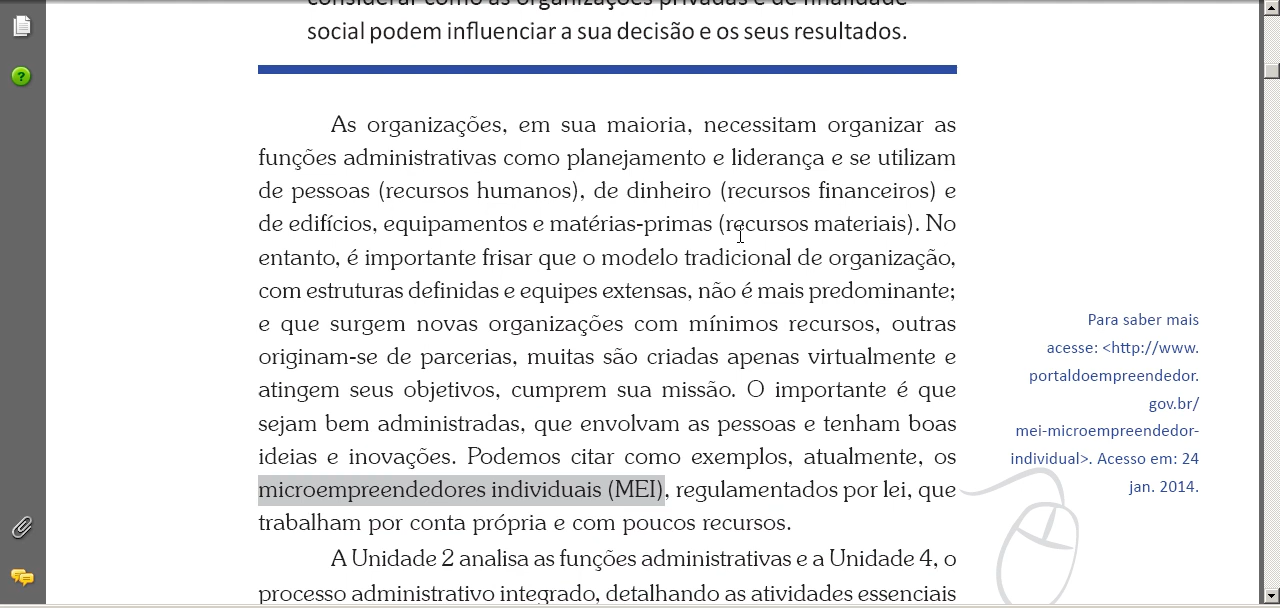 considerar como as organizações privadas e de finalidade
social podem influenciar a sua decisão e os seus resultados.
As organizações, em sua maioria, necessitam organizar as
funções administrativas como planejamento e liderança e se utilizam
de pessoas (recursos humanos), de dinheiro (recursos financeiros) e
de edifícios, equipamentos e matérias-primas (recursos materiais). No
entanto, é importante frisar que o modelo tradicional de organização,
com estruturas definidas e equipes extensas, não é mais predominante;
e que surgem novas organizações com mínimos recursos, outras
originam-se de parcerias, muitas são criadas apenas virtualmente e
atingem seus objetivos, cumprem sua missão. O importante é que
sejam bem administradas, que envolvam as pessoas e tenham boas
ideias e inovações. Podemos citar como exemplos, atualmente, os
microempreendedores individuais (MEI), regulamentados por lei, que
trabalham por conta própria e com poucos recursos.
A Unidade 2 analisa as funções administrativas e a Unidade 4, o
processo administrativo integrado, detalhando as atividades essenciais
Para saber mais
acesse: <http://www.
portaldoempreendedor.
gov.br/
mei-microempreendedor-
individual>. Acesso em: 24
jan. 2014.